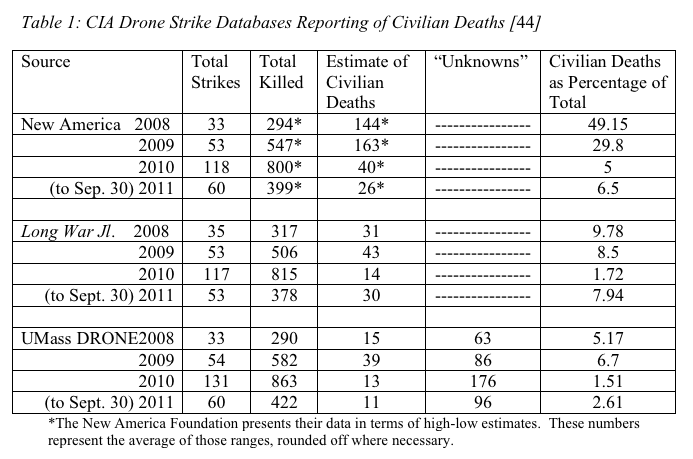 Table 1: CIA Drone Strike Databases Reporting of Civilian Deaths [44]
Source Total Strikes Total Killed Estimate of Civilian Deaths “Unknowns” Civilian Deaths as Percentage of Total
New America 2008 33 294* 144* ---------------- 49.15
2009 53 547* 163* ---------------- 29.8
2010 118 800* 40* ---------------- 5
(to Sep. 30) 2011 60 399* 26* ---------------- 6.5
Long War Jl. 2008 35 317 31 ---------------- 9.78
2009 53 506 43 ---------------- 8.5
2010 117 815 14 ---------------- 1.72
(to Sept. 30) 2011 53 378 30 ---------------- 7.94
UMass DRONE2008 33 290 15 63 5.17
2009 54 582 39 86 6.7
2010 131 863 13 176 1.51
(to Sept. 30) 2011 60 422 11 96 2.61
*The New America Foundation presents their data in terms of high-low estimates. These numbers
represent the average of those ranges, rounded off where necessary.